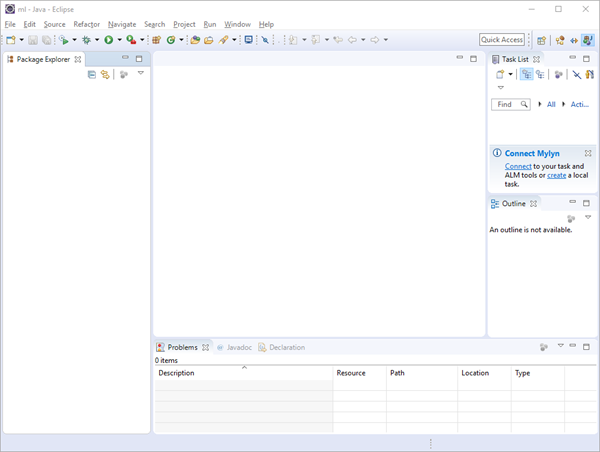 ml - Java - Eclipse
File Edit Source Refactor Navigate Search Project Run Window Help
Quick Access
Package Explorer
Task List
Find All Acti...
Connect Mylyn
Connect to your task and
ALM tools or create a local
task.
Outline
An outline is not available.
Problems Javadoc Declaration
0 items
Description Resource Path Location Type